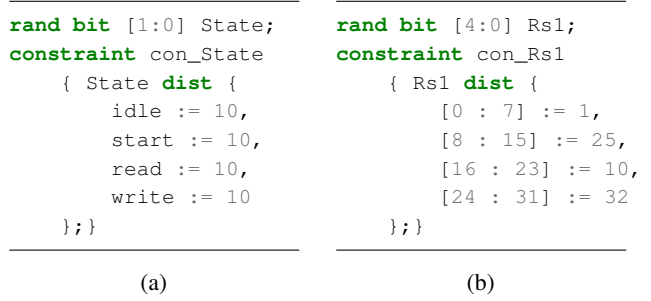 rand bit [1:0] State;
constraint con_State
{ State dist {
idle := 10,
start := 10,
read := 10,
write := 10
};}
(a)
rand bit [4:0] Rs1;
constraint con_Rs1
{ Rs1 dist {
[0 : 7] := 1,
[8 : 15] := 25,
[16 : 23] := 10,
[24 : 31] := 32
};}
(b)